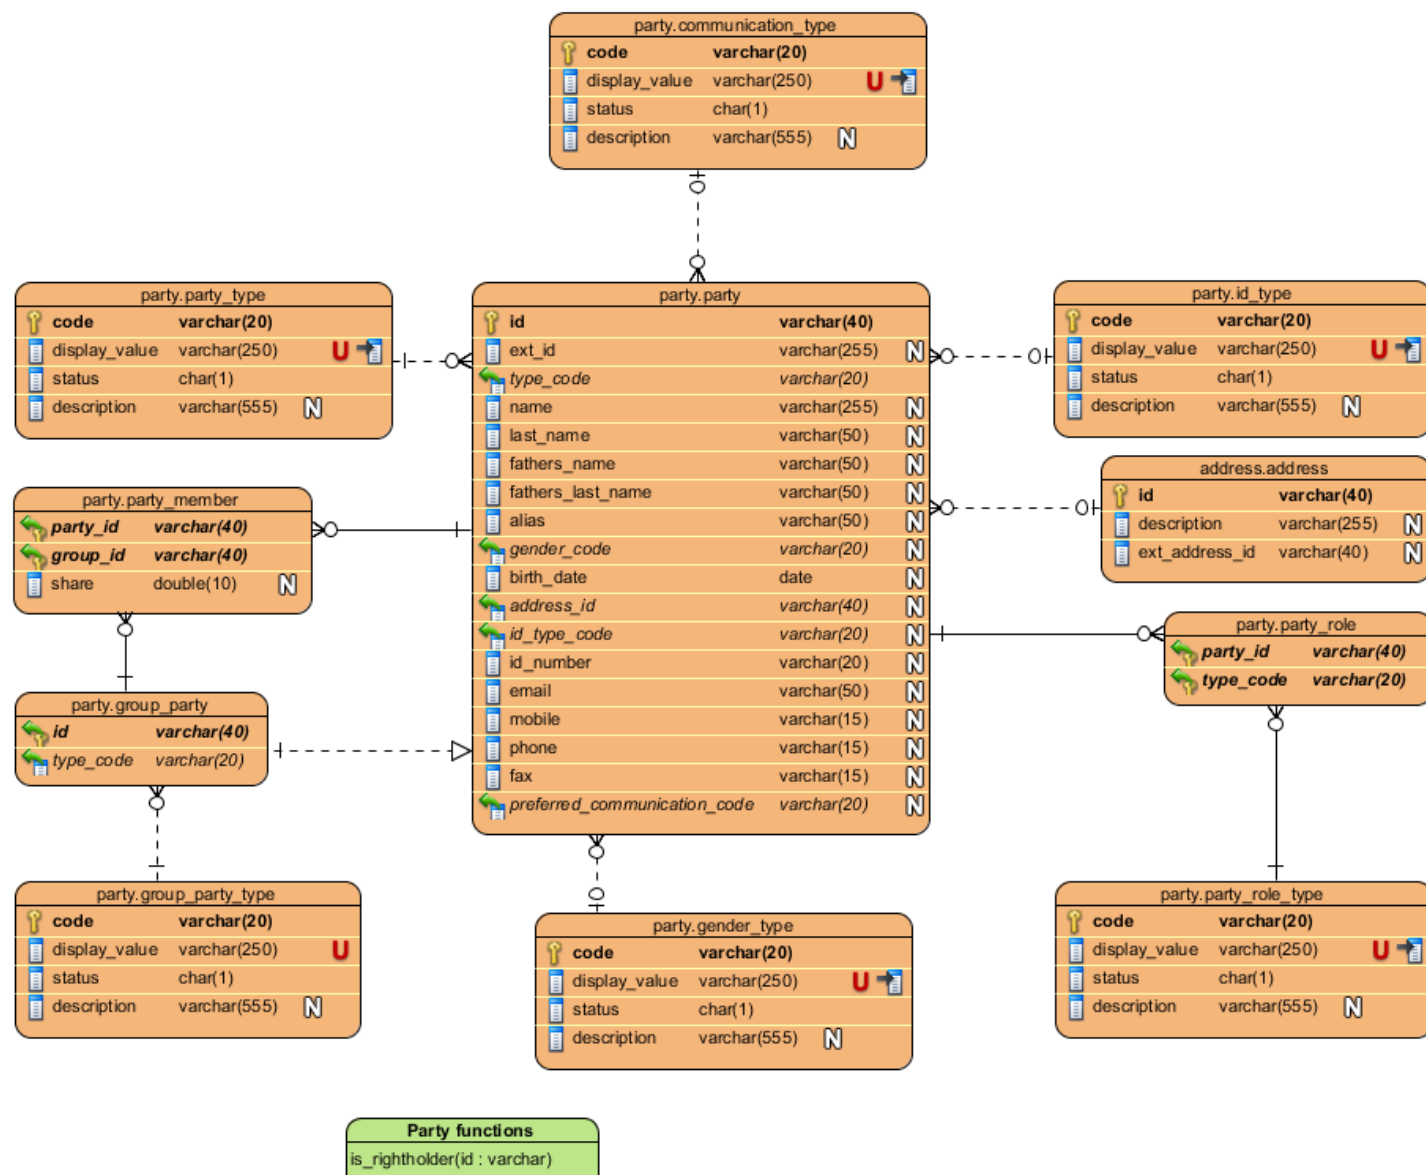 party.communication_type
code varchar(20)
display_value varchar(250) U
status char(1)
description varchar(555) N
party.party_type
code varchar(20)
display_value varchar(250) U
status char(1)
description varchar(555) N
party.party
id varchar(40)
ext_id varchar(255) N
type_code varchar(20)
name varchar(255) N
last_name varchar(50) N
fathers_name varchar(50) N
fathers_last_name varchar(50) N
alias varchar(50) N
gender_code varchar(20) N
birth_date date N
address_id varchar(40) N
id_type_code varchar(20) N
id_number varchar(20) N
email varchar(50) N
mobile varchar(15) N
phone varchar(15) N
fax varchar(15) N
preferred_communication_code varchar(20) N
party.id_type
code varchar(20)
display_value varchar(250) U
status char(1)
description varchar(555) N
address.address
id varchar(40)
description varchar(255) N
ext_address_id varchar(40) N
party.party_member
party_id varchar(40)
group_id varchar(40)
share double(10) N
party.party_role
party_id varchar(40)
type_code varchar(20)
party.group_party
id varchar(40)
type_code varchar(20)
party.group_party_type
code varchar(20)
display_value varchar(250) U
status char(1)
description varchar(555) N
party.gender_type
code varchar(20)
display_value varchar(250) U
status char(1)
description varchar(555) N
party.party_role_type
code varchar(20)
display_value varchar(250) U
status char(1)
description varchar(555) N
Party functions
is_rightholder(id : varchar)